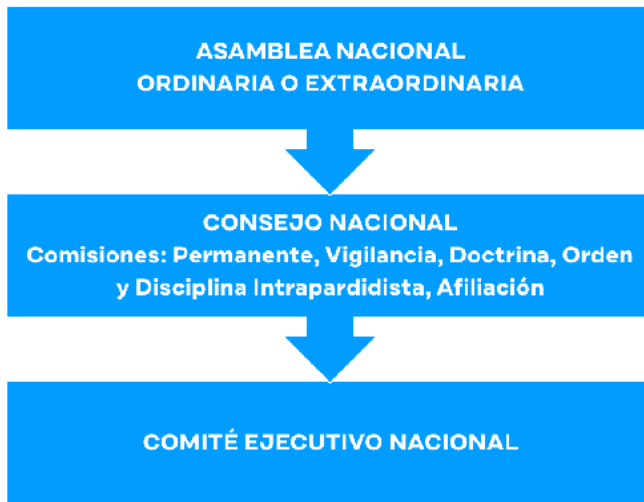 ASAMBLEA NACIONAL
ORDINARIA O EXTRAORDINARIA
CONSEJO NACIONAL
Comisiones: Permanente, Vigilancia, Doctrina, Orden
y Disciplina Intrapardidista, Afiliación
COMITÉ EJECUTIVO NACIONAL